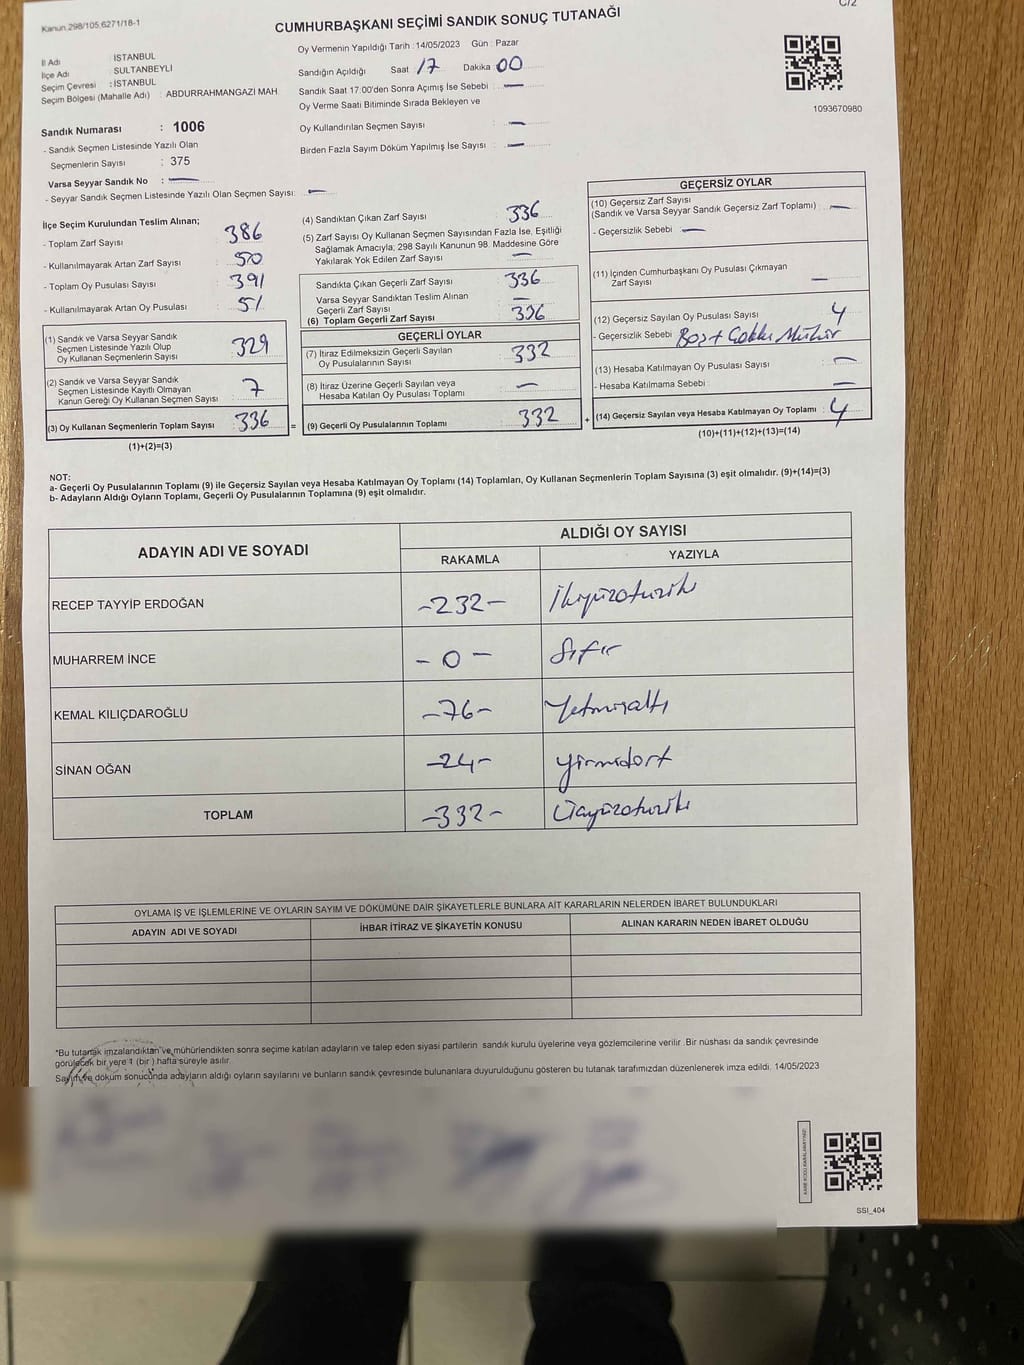 Kanun 298/105,6271/18-1
C/2
CUMHURBAŞKANI SEÇİMİ SANDIK SONUÇ TUTANAĞI
İl Adı İSTANBUL
İlçe Adı SULTANBEYLİ
Seçim Çevresi : İSTANBUL
Seçim Bölgesi (Mahalle Adı) : ABDURRAHMANGAZİ MAH
Sandık Numarası : 1006
- Sandık Seçmen Listesinde Yazılı Olan
Seçmenlerin Sayısı : 375
Varsa Seyyar Sandık No : —
- Seyyar Sandık Seçmen Listesinde Yazılı Olan Seçmen Sayısı: —
Oy Vermenin Yapıldığı Tarih : 14/05/2023 Gün : Pazar
Sandığın Açıldığı Saat 17 Dakika : 00
Sandık Saat 17:00'den Sonra Açımış İse Sebebi : —
Oy Verme Saati Bitiminde Sırada Bekleyen ve
Oy Kullandırılan Seçmen Sayısı : —
Birden Fazla Sayım Döküm Yapılmış İse Sayısı : —
1093670980
İlçe Seçim Kurulundan Teslim Alınan;
- Toplam Zarf Sayısı : 386
- Kullanılmayarak Artan Zarf Sayısı : 50
- Toplam Oy Pusulası Sayısı : 391
- Kullanılmayarak Artan Oy Pusulası : 51
(1) Sandık ve Varsa Seyyar Sandık
Seçmen Listesinde Yazılı Olup
Oy Kullanan Seçmenlerin Sayısı : 329
(2) Sandık ve Varsa Seyyar Sandık
Seçmen Listesinde Kayıtlı Olmayan
Kanun Gereği Oy Kullanan Seçmen Sayısı : 7
(3) Oy Kullanan Seçmenlerin Toplam Sayısı : 336
(1)+(2)=(3)
(4) Sandıktan Çıkan Zarf Sayısı : 336
(5) Zarf Sayısı Oy Kullanan Seçmen Sayısından Fazla İse, Eşitliği
Sağlamak Amacıyla; 298 Sayılı Kanunun 98. Maddesine Göre
Yakılarak Yok Edilen Zarf Sayısı : —
Sandıkta Çıkan Geçerli Zarf Sayısı : 336
Varsa Seyyar Sandıktan Teslim Alınan
Geçerli Zarf Sayısı : —
(6) Toplam Geçerli Zarf Sayısı : 336
GEÇERLİ OYLAR
(7) İtiraz Edilmeksizin Geçerli Sayılan
Oy Pusulalarının Sayısı : 332
(8) İtiraz Üzerine Geçerli Sayılan veya
Hesaba Katılan Oy Pusulası Toplamı : —
= (9) Geçerli Oy Pusulalarının Toplamı : 332 +
GEÇERSİZ OYLAR
(10) Geçersiz Zarf Sayısı
(Sandık ve Varsa Seyyar Sandık Geçersiz Zarf Toplamı) : —
- Geçersizlik Sebebi : —
(11) İçinden Cumhurbaşkanı Oy Pusulası Çıkmayan
Zarf Sayısı : —
(12) Geçersiz Sayılan Oy Pusulası Sayısı : 4
- Geçersizlik Sebebi : Boş + Çoklu Mühür
(13) Hesaba Katılmayan Oy Pusulası Sayısı : —
- Hesaba Katılmama Sebebi : —
(14) Geçersiz Sayılan veya Hesaba Katılmayan Oy Toplamı : 4
(10)+(11)+(12)+(13)=(14)
NOT:
a- Geçerli Oy Pusulalarının Toplamı (9) ile Geçersiz Sayılan veya Hesaba Katılmayan Oy Toplamı (14) Toplamları, Oy Kullanan Seçmenlerin Toplam Sayısına (3) eşit olmalıdır. (9)+(14)=(3)
b- Adayların Aldığı Oyların Toplamı, Geçerli Oy Pusulalarının Toplamına (9) eşit olmalıdır.
ADAYIN ADI VE SOYADI
ALDIĞI OY SAYISI
RAKAMLA YAZIYLA
RECEP TAYYİP ERDOĞAN -232- İkiyüzotuziki
MUHARREM İNCE - 0 - Sıfır
KEMAL KILIÇDAROĞLU -76- Yetmişaltı
SİNAN OĞAN -24- yirmidört
TOPLAM -332- Üçyüzotuziki
OYLAMA İŞ VE İŞLEMLERİNE VE OYLARIN SAYIM VE DÖKÜMÜNE DAİR ŞİKAYETLERLE BUNLARA AİT KARARLARIN NELERDEN İBARET BULUNDUKLARI
ADAYIN ADI VE SOYADI İHBAR İTİRAZ VE ŞİKAYETİN KONUSU ALINAN KARARIN NEDEN İBARET OLDUĞU
*Bu tutanak imzalandıktan ve mühürlendikten sonra seçime katılan adayların ve talep eden siyasi partilerin sandık kurulu üyelerine veya gözlemcilerine verilir. Bir nüshası da sandık çevresinde
görülecek bir yere 1 (bir) hafta süreyle asılır.
Sayım ve döküm sonucunda adayların aldığı oyların sayılarını ve bunların sandık çevresinde bulunanlara duyurulduğunu gösteren bu tutanak tarafımızdan düzenlenerek imza edildi. 14/05/2023
SSI_404